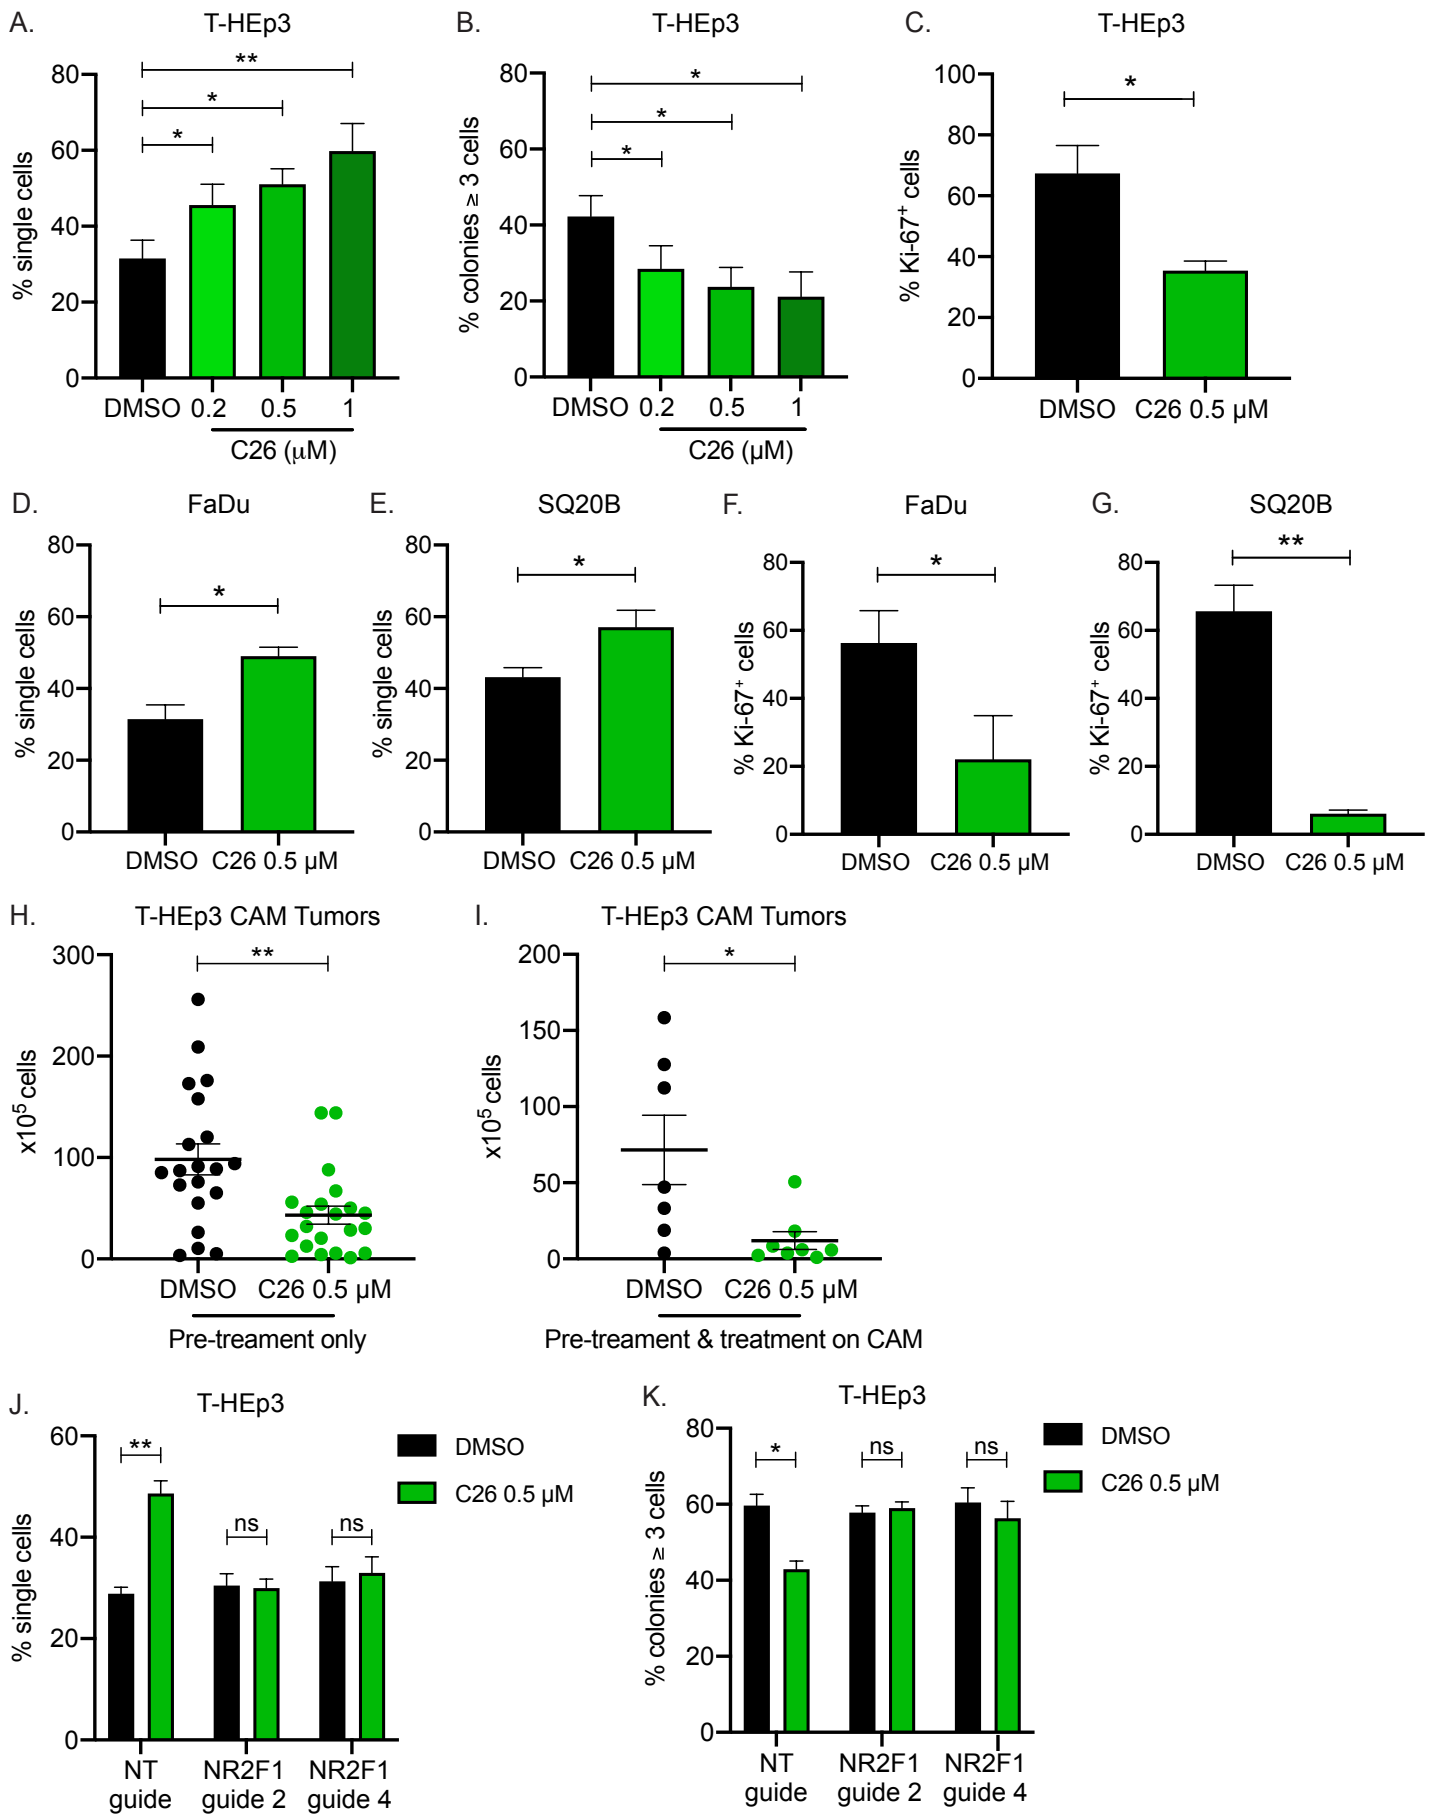 A. T-HEp3
% single cells
80
60
40
20
0
*
*
**
DMSO 0.2 0.5 1
C26 (μM)
B. T-HEp3
% colonies ≥ 3 cells
80
60
40
20
0
*
*
*
DMSO 0.2 0.5 1
C26 (μM)
C. T-HEp3
% Ki-67+ cells
100
80
60
40
20
0
*
DMSO C26 0.5 μM
D. FaDu
% single cells
80
60
40
20
0
*
DMSO C26 0.5 μM
E. SQ20B
% single cells
80
60
40
20
0
*
DMSO C26 0.5 μM
F. FaDu
% Ki-67+ cells
80
60
40
20
0
*
DMSO C26 0.5 μM
G. SQ20B
% Ki-67+ cells
80
60
40
20
0
**
DMSO C26 0.5 μM
H. T-HEp3 CAM Tumors
x10⁵ cells
300
200
100
0
**
DMSO C26 0.5 μM
Pre-treament only
I. T-HEp3 CAM Tumors
x10⁵ cells
200
150
100
50
0
*
DMSO C26 0.5 μM
Pre-treament & treatment on CAM
J. T-HEp3
% single cells
60
40
20
0
** ns ns
NT guide
NR2F1 guide 2
NR2F1 guide 4
DMSO
C26 0.5 μM
K. T-HEp3
% colonies ≥ 3 cells
80
60
40
20
0
* ns ns
NT guide
NR2F1 guide 2
NR2F1 guide 4
DMSO
C26 0.5 μM